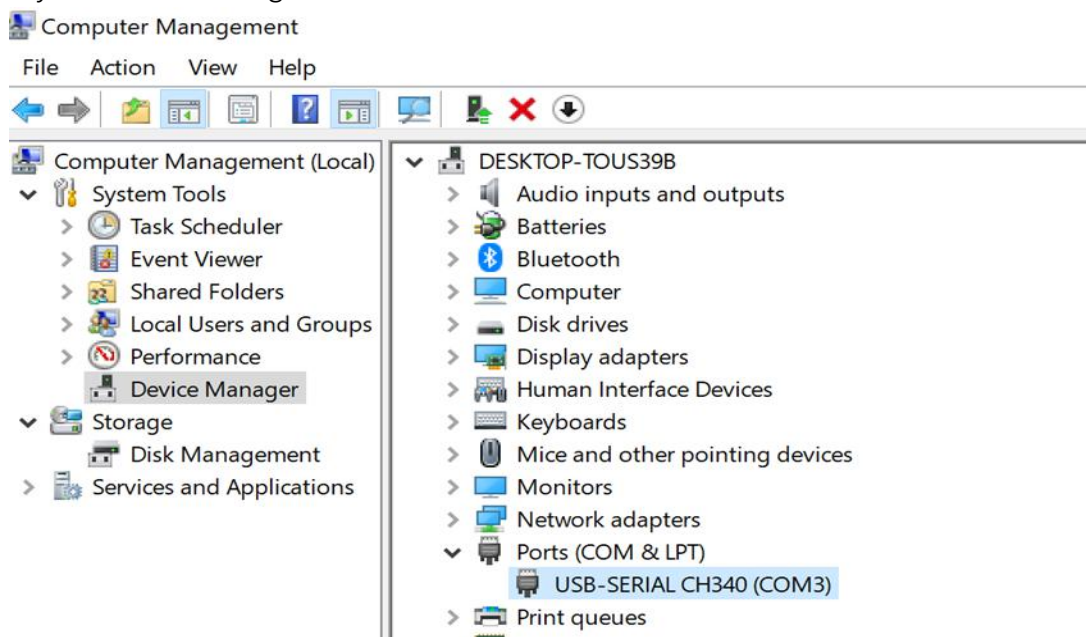 Computer Management
File Action View Help
Computer Management (Local)
System Tools
Task Scheduler
Event Viewer
Shared Folders
Local Users and Groups
Performance
Device Manager
Storage
Disk Management
Services and Applications
DESKTOP-TOUS39B
Audio inputs and outputs
Batteries
Bluetooth
Computer
Disk drives
Display adapters
Human Interface Devices
Keyboards
Mice and other pointing devices
Monitors
Network adapters
Ports (COM & LPT)
USB-SERIAL CH340 (COM3)
Print queues